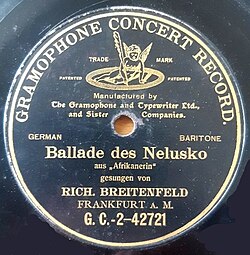 GRAMOPHONE CONCERT RECORD
TRADE MARK
PATENTED PATENTED
Manufactured by
The Gramophone and Typewriter Ltd.,
and Sister Companies.
GERMAN BARITONE
Ballade des Nelusko
aus „Afrikanerin"
gesungen von
RICH. BREITENFELD
FRANKFURT A. M.
G. C.-2-42721